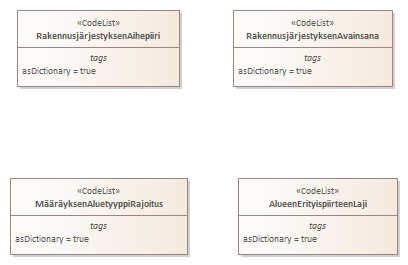 «CodeList»
RakennusjärjestyksenAihepiiri
tags
asDictionary = true
«CodeList»
RakennusjärjestyksenAvainsana
tags
asDictionary = true
«CodeList»
MääräyksenAluetyyppiRajoitus
tags
asDictionary = true
«CodeList»
AlueenErityispiirteenLaji
tags
asDictionary = true